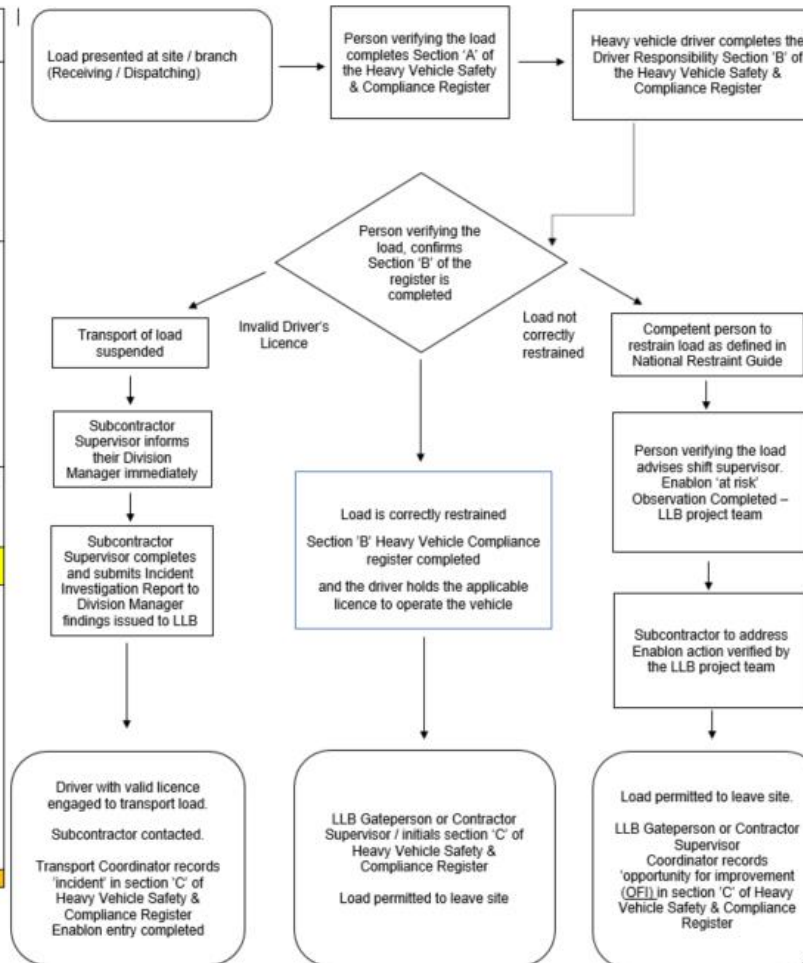 Load presented at site / branch
(Receiving / Dispatching)
Person verifying the load
completes Section 'A' of
the Heavy Vehicle Safety
& Compliance Register
Heavy vehicle driver completes the
Driver Responsibility Section 'B' of
the Heavy Vehicle Safety &
Compliance Register
Person verifying the
load, confirms
Section 'B' of the
register is
completed
Invalid Driver's
Licence
Load not
correctly
restrained
Transport of load
suspended
Subcontractor
Supervisor informs
their Division
Manager immediately
Subcontractor
Supervisor completes
and submits Incident
Investigation Report to
Division Manager
findings issued to LLB
Driver with valid licence
engaged to transport load.
Subcontractor contacted.
Transport Coordinator records
'incident' in section 'C' of
Heavy Vehicle Safety &
Compliance Register
Enablon entry completed
Load is correctly restrained
Section 'B' Heavy Vehicle Compliance
register completed
and the driver holds the applicable
licence to operate the vehicle
LLB Gateperson or Contractor
Supervisor / initials section 'C' of
Heavy Vehicle Safety &
Compliance Register
Load permitted to leave site
Competent person to
restrain load as defined in
National Restraint Guide
Person verifying the load
advises shift supervisor.
Enablon 'at risk'
Observation Completed –
LLB project team
Subcontractor to address
Enablon action verified by
the LLB project team
Load permitted to leave site.
LLB Gateperson or Contractor
Supervisor
Coordinator records
'opportunity for improvement
(OFI) in section 'C' of Heavy
Vehicle Safety & Compliance
Register